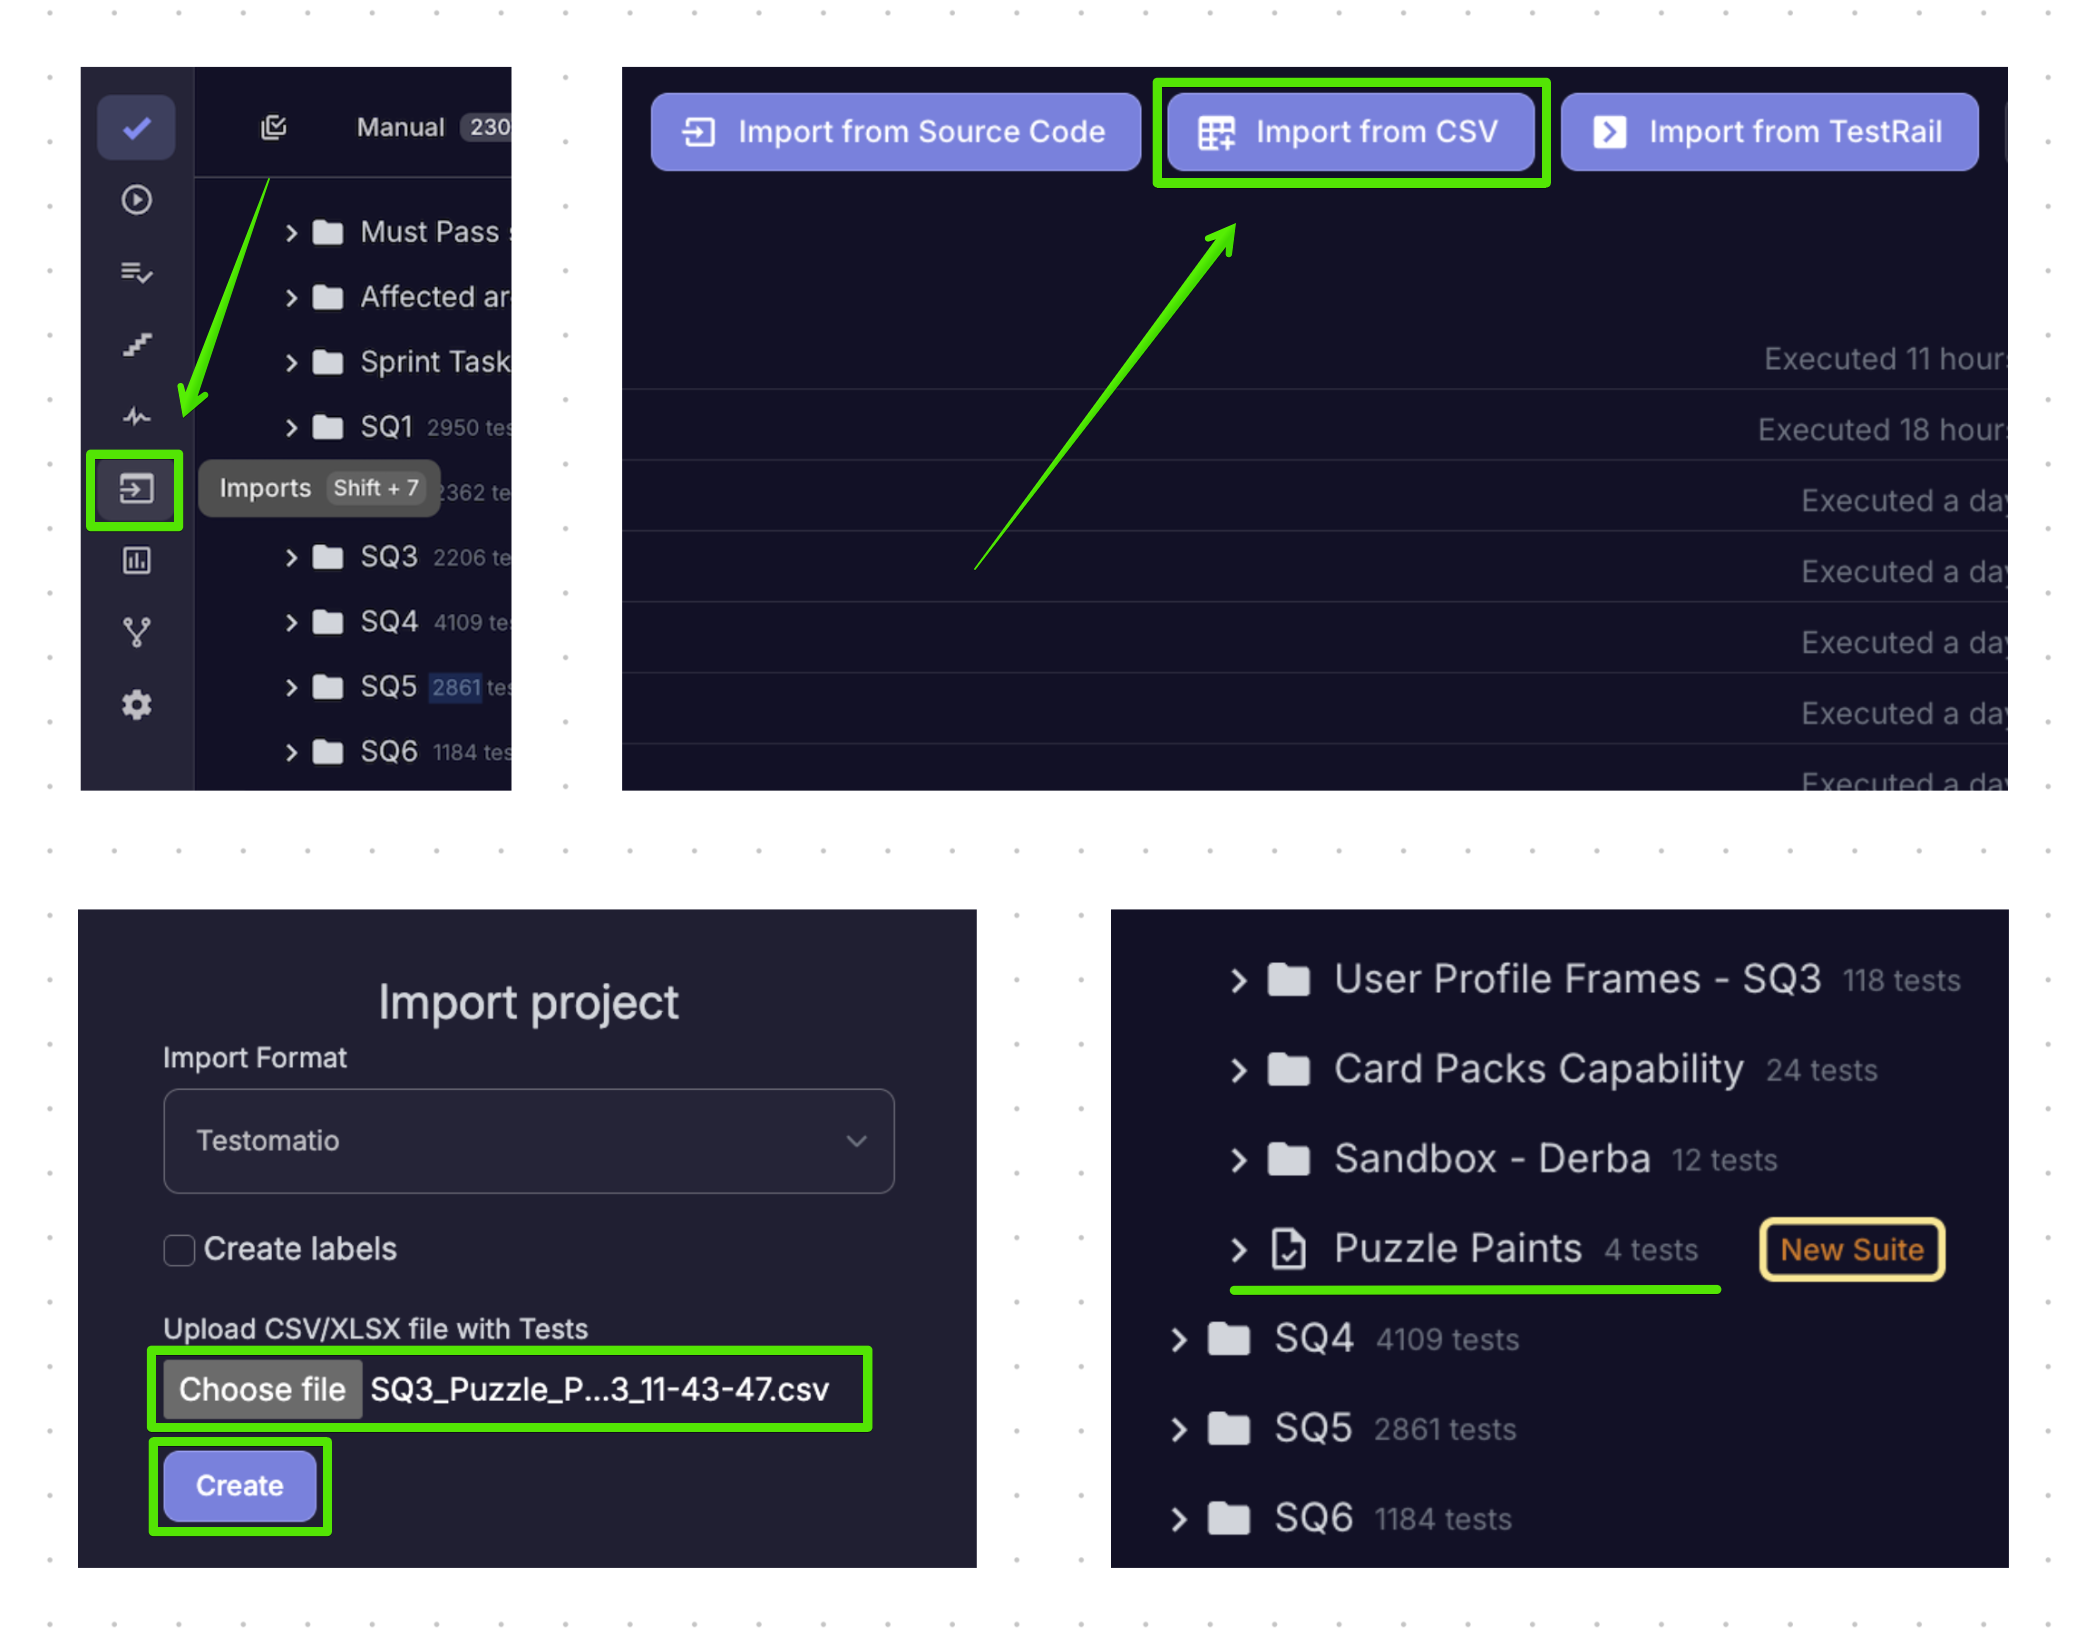 Manual 230
Must Pass
Affected ar
Sprint Task
SQ1 2950 tes
Imports Shift + 7 2362 te
SQ3 2206 te
SQ4 4109 te
SQ5 2861 tes
SQ6 1184 tes
Import from Source Code
Import from CSV
Import from TestRail
Executed 11 hours
Executed 18 hours
Executed a day
Executed a day
Executed a day
Executed a day
Executed a day
Import project
Import Format
Testomatio
Create labels
Upload CSV/XLSX file with Tests
Choose file SQ3_Puzzle_P...3_11-43-47.csv
Create
User Profile Frames - SQ3 118 tests
Card Packs Capability 24 tests
Sandbox - Derba 12 tests
Puzzle Paints 4 tests New Suite
SQ4 4109 tests
SQ5 2861 tests
SQ6 1184 tests